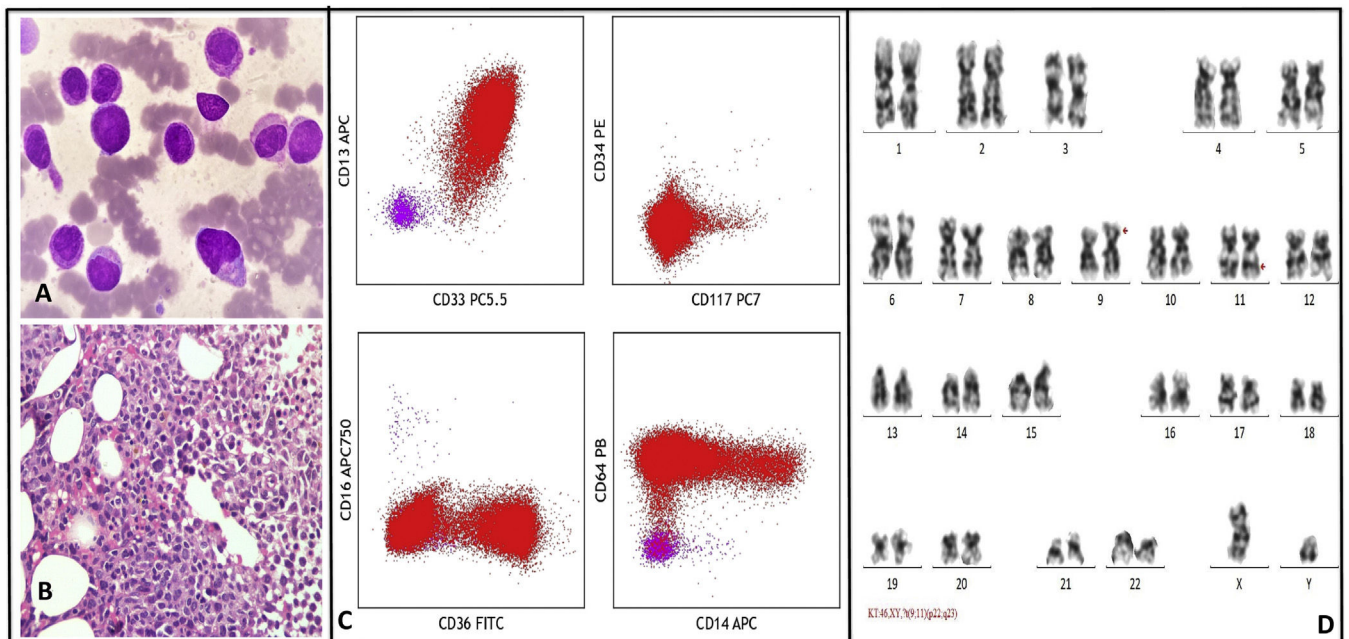 A
B
CD13 APC
CD33 PC5.5
CD34 PE
CD117 PC7
CD16 APC750
CD36 FITC
CD64 PB
CD14 APC
C
1 2 3 4 5
6 7 8 9 10 11 12
13 14 15 16 17 18
19 20 21 22 X Y
KT:46,XY,?t(9;11)(p22;q23)
D